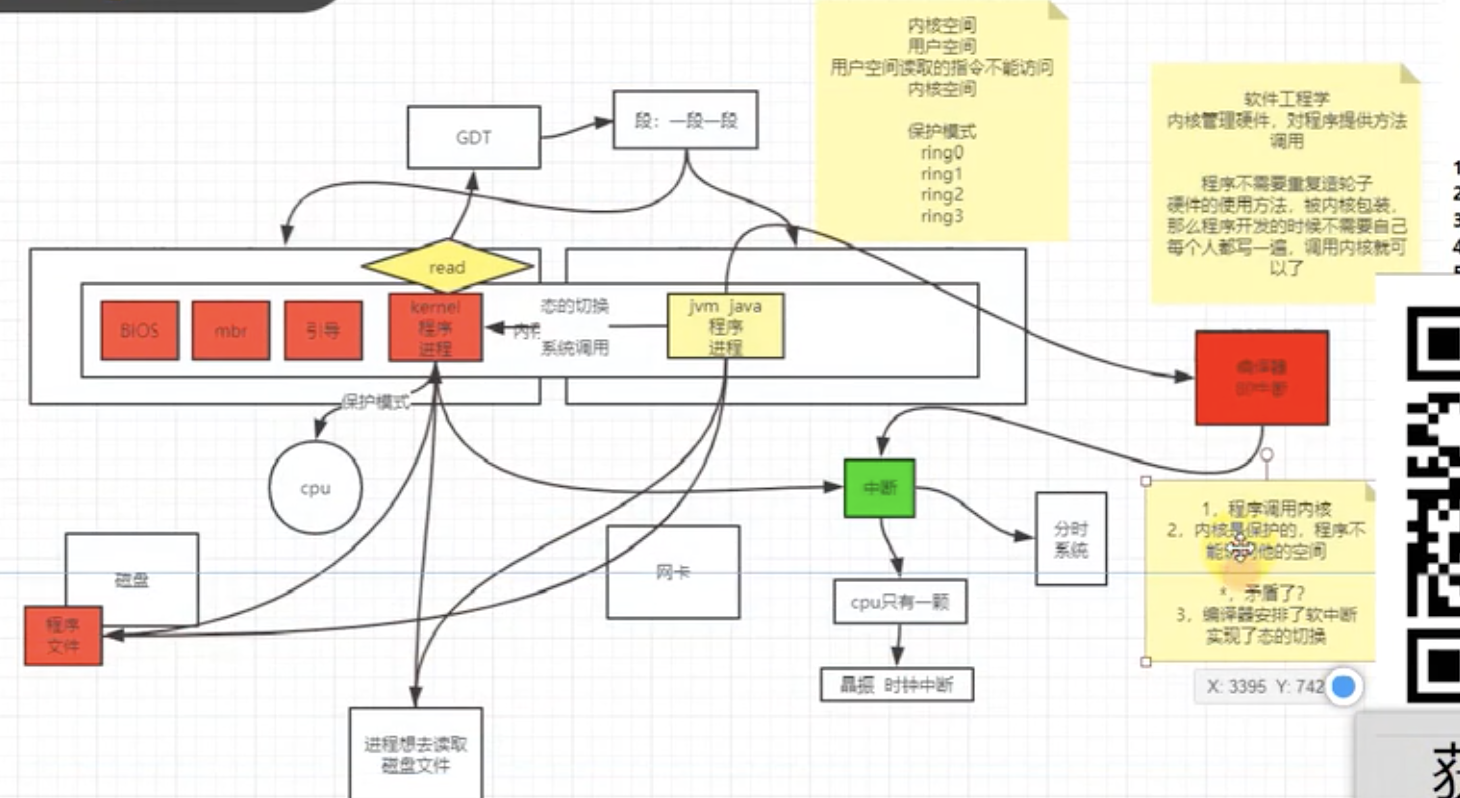 内核空间
用户空间
用户空间读取的指令不能访问
内核空间
保护模式
ring0
ring1
ring2
ring3
软件工程学
内核管理硬件，对程序提供方法
调用
程序不需要重复造轮子
硬件的使用方法，被内核包装，
那么程序开发的时候不需要自己
每个人都写一遍，调用内核就可
以了
GDT
段：一段一段
read
BIOS
mbr
引导
kernel
程序
进程
态的切换
系统调用
jvm java
程序
进程
编译器
80中断
保护模式
cpu
中断
分时
系统
磁盘
程序
文件
网卡
cpu只有一颗
晶振 时钟中断
进程想去读取
磁盘文件
1，程序调用内核
2，内核是保护的，程序不
他的空间
*，矛盾了?
3，编译器安排了软中断
实现了态的切换
X: 3395 Y: 742